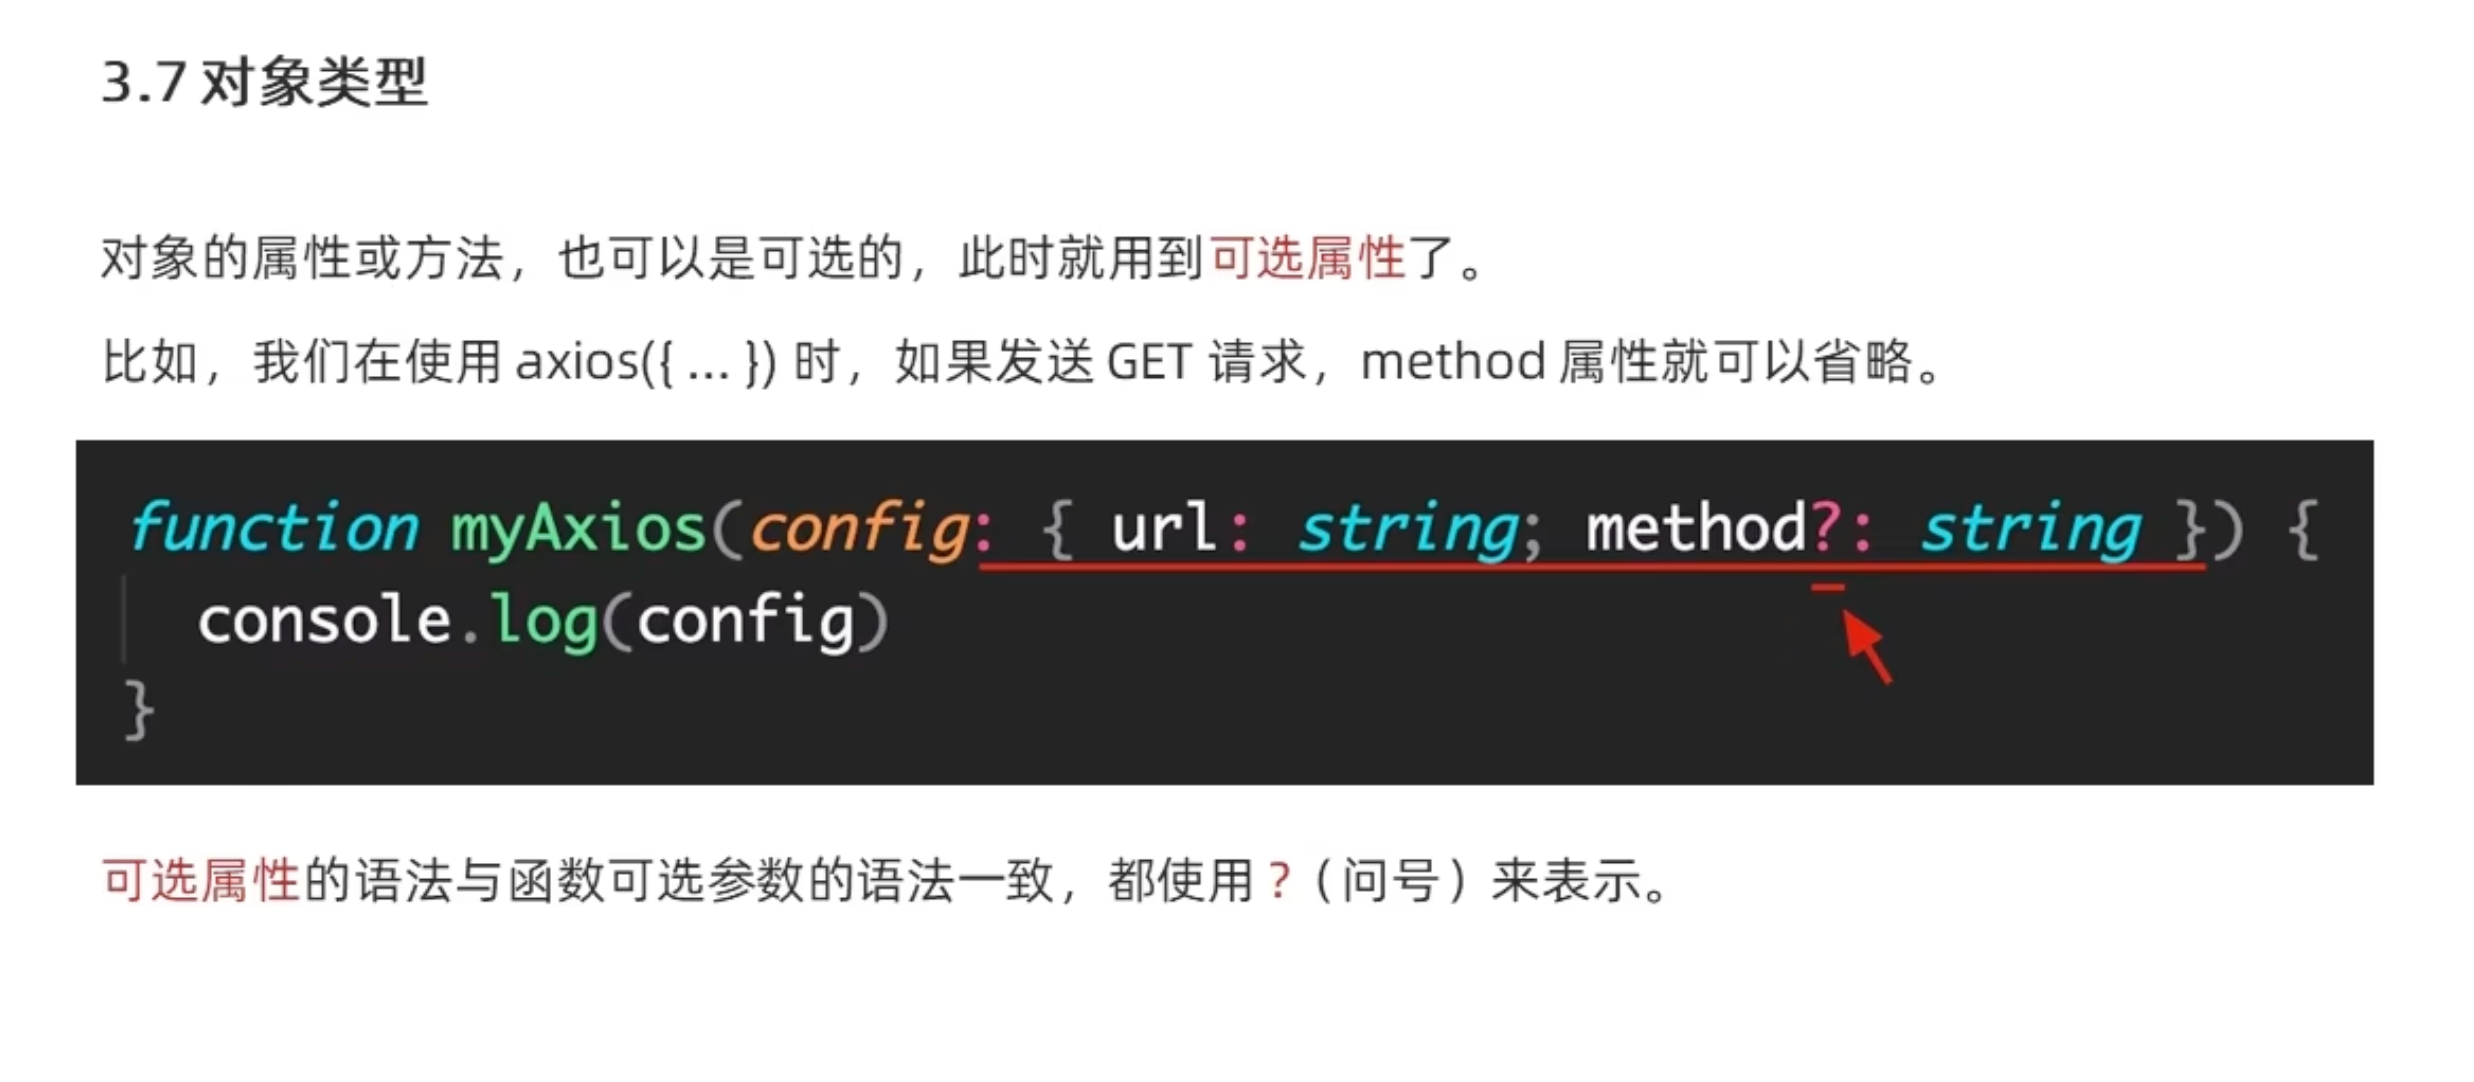 3.7 对象类型
对象的属性或方法，也可以是可选的，此时就用到可选属性了。
比如，我们在使用 axios({ ... }) 时，如果发送 GET 请求，method 属性就可以省略。
function myAxios(config: { url: string; method?: string }) {
  console.log(config)
}
可选属性的语法与函数可选参数的语法一致，都使用 ?（问号）来表示。